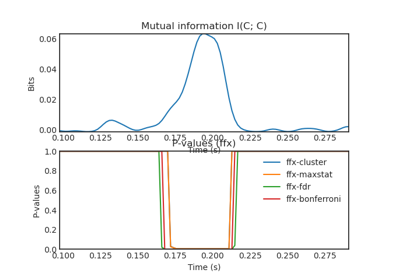 Mutual information I(C; C)
0.06
0.04
0.02
0.00
Bits
0.100 0.125 0.150 0.175 0.200 0.225 0.250 0.275
Time (s)
P-values (ffx)
1.0
0.8
0.6
0.4
0.2
0.0
P-values
ffx-cluster
ffx-maxstat
ffx-fdr
ffx-bonferroni
0.100 0.125 0.150 0.175 0.200 0.225 0.250 0.275
Time (s)